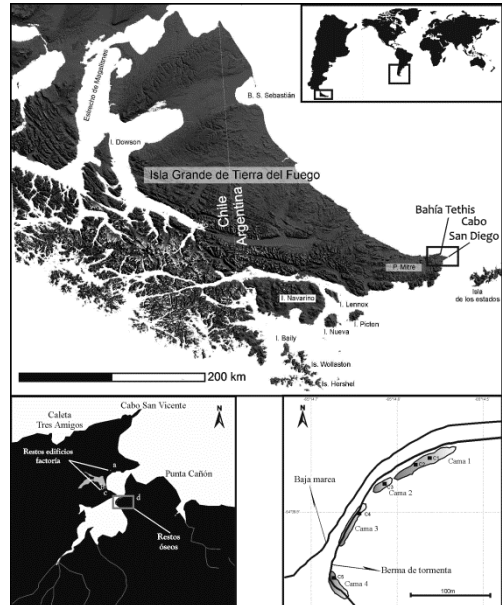 Estrecho de Magallanes
B. S. Sebastián
I. Dowson
Isla Grande de Tierra del Fuego
Chile
Argentina
Bahía Tethis
Cabo
San Diego
P. Mitre
Isla
de los estados
I. Navarino
I. Lennox
I. Picten
I. Nueva
I. Baily
Is. Wollaston
Is. Hershel
200 km
Cabo San Vicente
Caleta
Tres Amigos
N
Restos edificios
factoría
a
Punta Cañón
c
d
Restos
óseos
N
Cama 1
Cama 2
Baja marca
C4
Cama 3
Berma de tormenta
Cama 4
100m